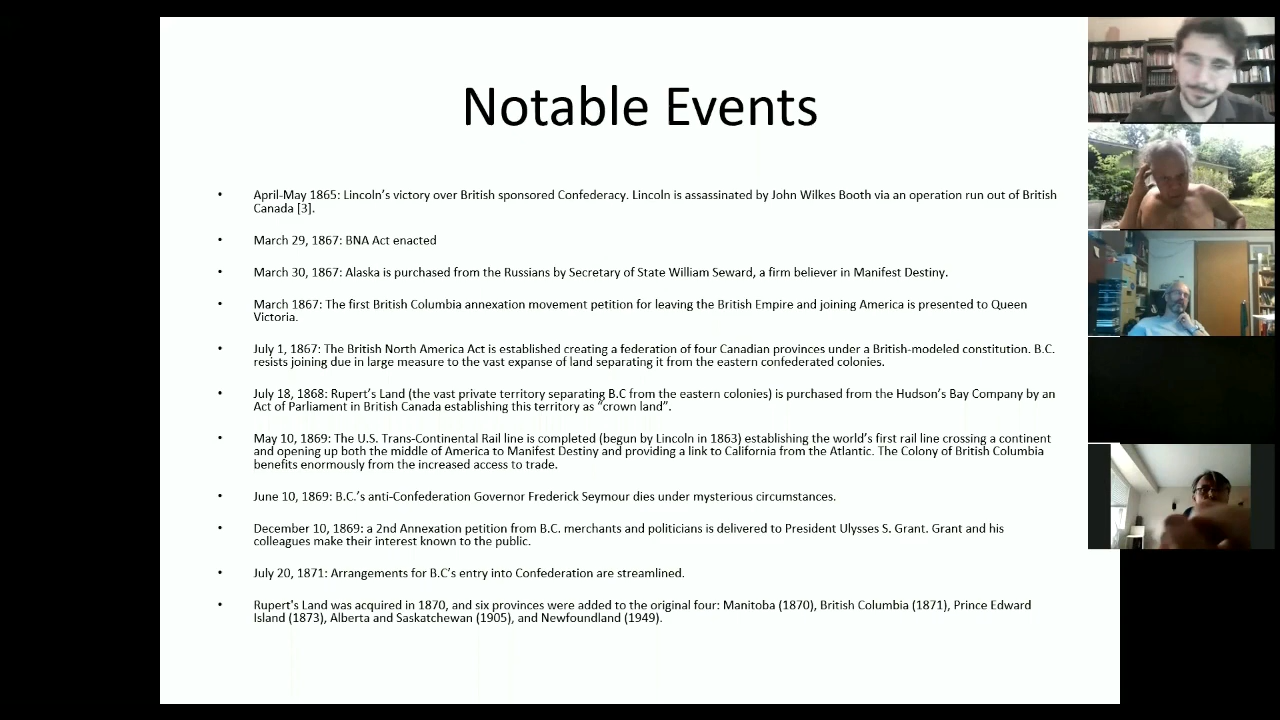 Notable Events
• April-May 1865: Lincoln’s victory over British sponsored Confederacy. Lincoln is assassinated by John Wilkes Booth via an operation run out of British
Canada [3].
• March 29, 1867: BNA Act enacted
• March 30, 1867: Alaska is purchased from the Russians by Secretary of State William Seward, a firm believer in Manifest Destiny.
• March 1867: The first British Columbia annexation movement petition for leaving the British Empire and joining America is presented to Queen
Victoria.
• July 1, 1867: The British North America Act is established creating a federation of four Canadian provinces under a British-modeled constitution. B.C.
resists joining due in large measure to the vast expanse of land separating it from the eastern confederated colonies.
• July 18, 1868: Rupert’s Land (the vast private territory separating B.C from the eastern colonies) is purchased from the Hudson’s Bay Company by an
Act of Parliament in British Canada establishing this territory as “crown land”.
• May 10, 1869: The U.S. Trans-Continental Rail line is completed (begun by Lincoln in 1863) establishing the world’s first rail line crossing a continent
and opening up both the middle of America to Manifest Destiny and providing a link to California from the Atlantic. The Colony of British Columbia
benefits enormously from the increased access to trade.
• June 10, 1869: B.C.’s anti-Confederation Governor Frederick Seymour dies under mysterious circumstances.
• December 10, 1869: a 2nd Annexation petition from B.C. merchants and politicians is delivered to President Ulysses S. Grant. Grant and his
colleagues make their interest known to the public.
• July 20, 1871: Arrangements for B.C’s entry into Confederation are streamlined.
• Rupert's Land was acquired in 1870, and six provinces were added to the original four: Manitoba (1870), British Columbia (1871), Prince Edward
Island (1873), Alberta and Saskatchewan (1905), and Newfoundland (1949).